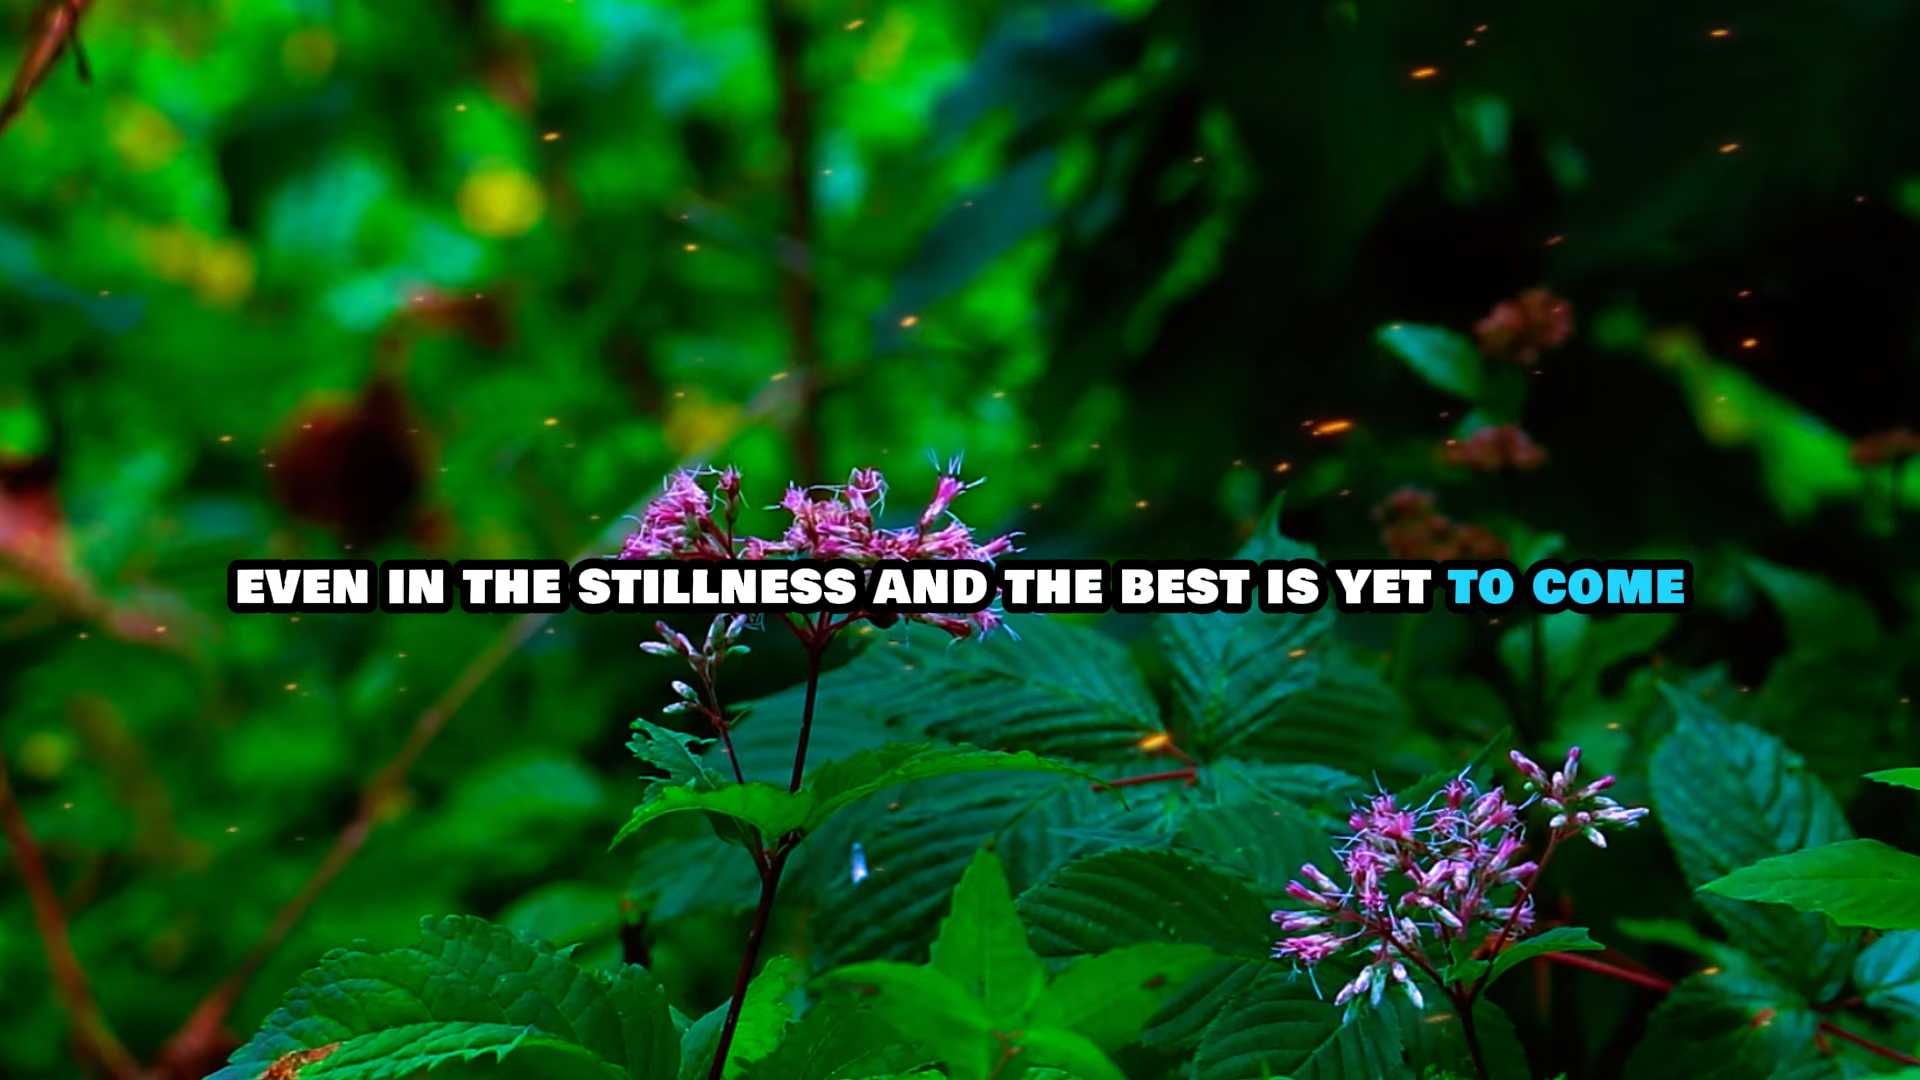 EVEN IN THE STILLNESS AND THE BEST IS YET TO COME